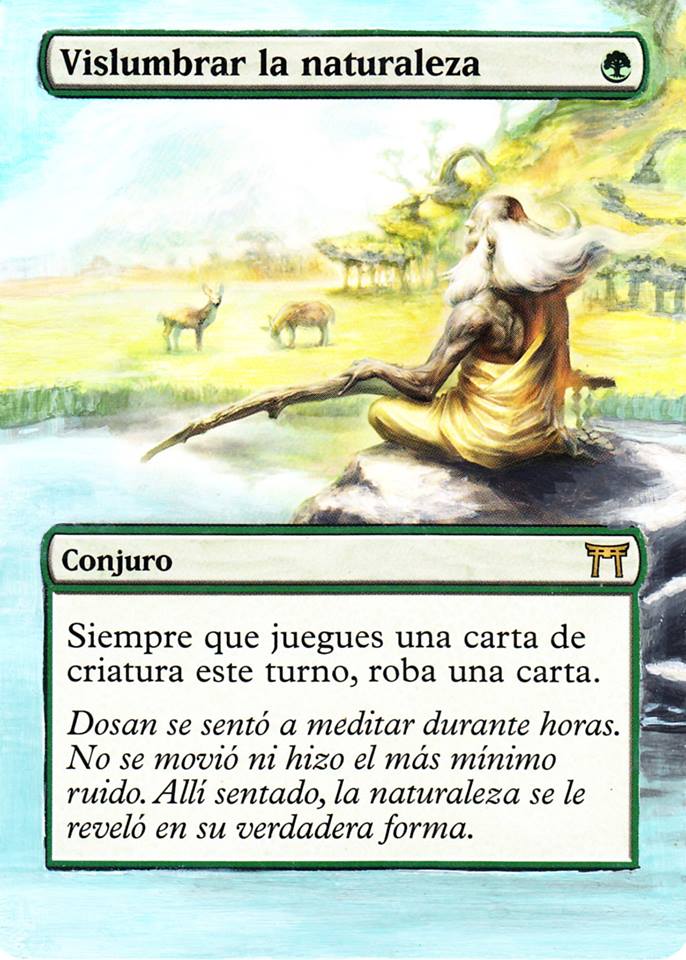 Vislumbrar la naturaleza
Conjuro
Siempre que juegues una carta de
criatura este turno, roba una carta.
Dosan se sentó a meditar durante horas.
No se movió ni hizo el más mínimo
ruido. Allí sentado, la naturaleza se le
reveló en su verdadera forma.